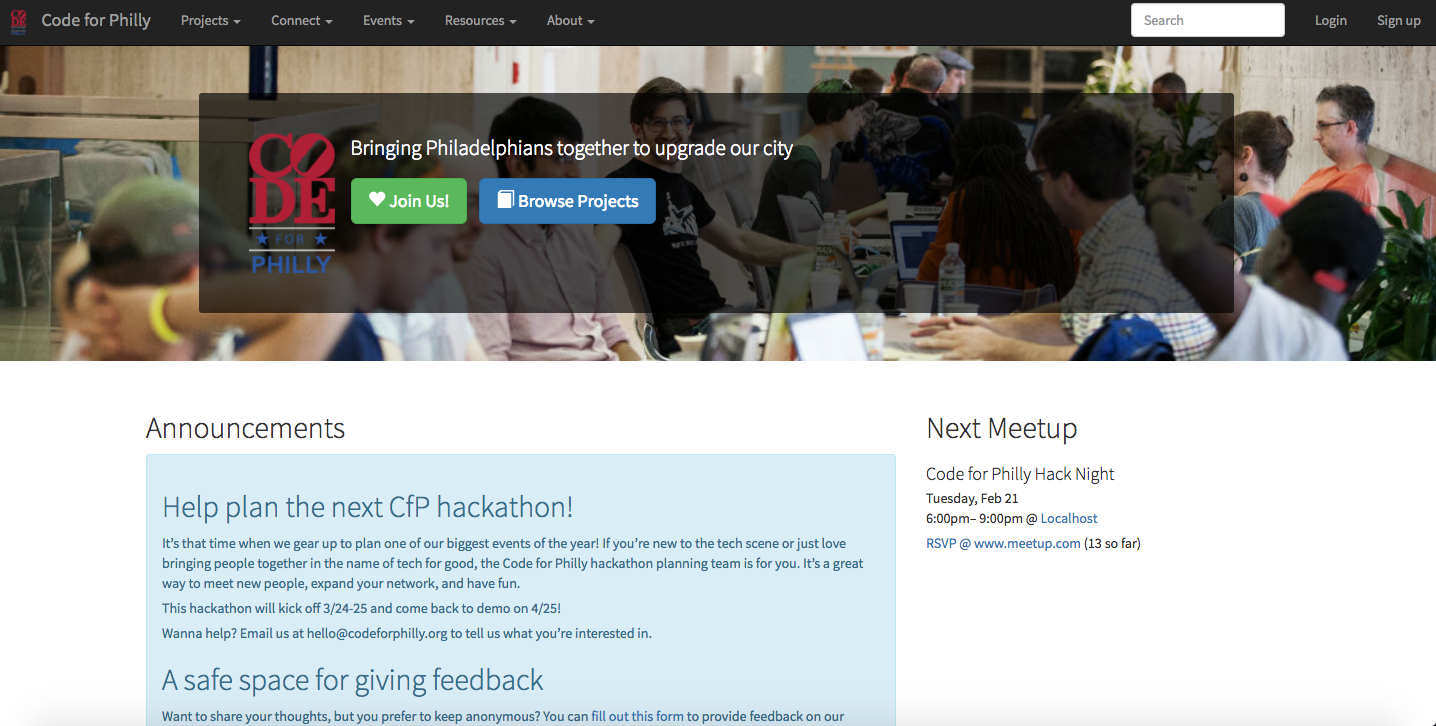 Code for Philly
Projects
Connect
Events
Resources
About
Search
Login
Sign up
CODE
FOR
PHILLY
Bringing Philadelphians together to upgrade our city
Join Us!
Browse Projects
Announcements
Help plan the next CfP hackathon!
It’s that time when we gear up to plan one of our biggest events of the year! If you’re new to the tech scene or just love
bringing people together in the name of tech for good, the Code for Philly hackathon planning team is for you. It’s a great
way to meet new people, expand your network, and have fun.
This hackathon will kick off 3/24-25 and come back to demo on 4/25!
Wanna help? Email us at hello@codeforphilly.org to tell us what you’re interested in.
A safe space for giving feedback
Want to share your thoughts, but you prefer to keep anonymous? You can fill out this form to provide feedback on our
Next Meetup
Code for Philly Hack Night
Tuesday, Feb 21
6:00pm– 9:00pm @ Localhost
RSVP @ www.meetup.com (13 so far)